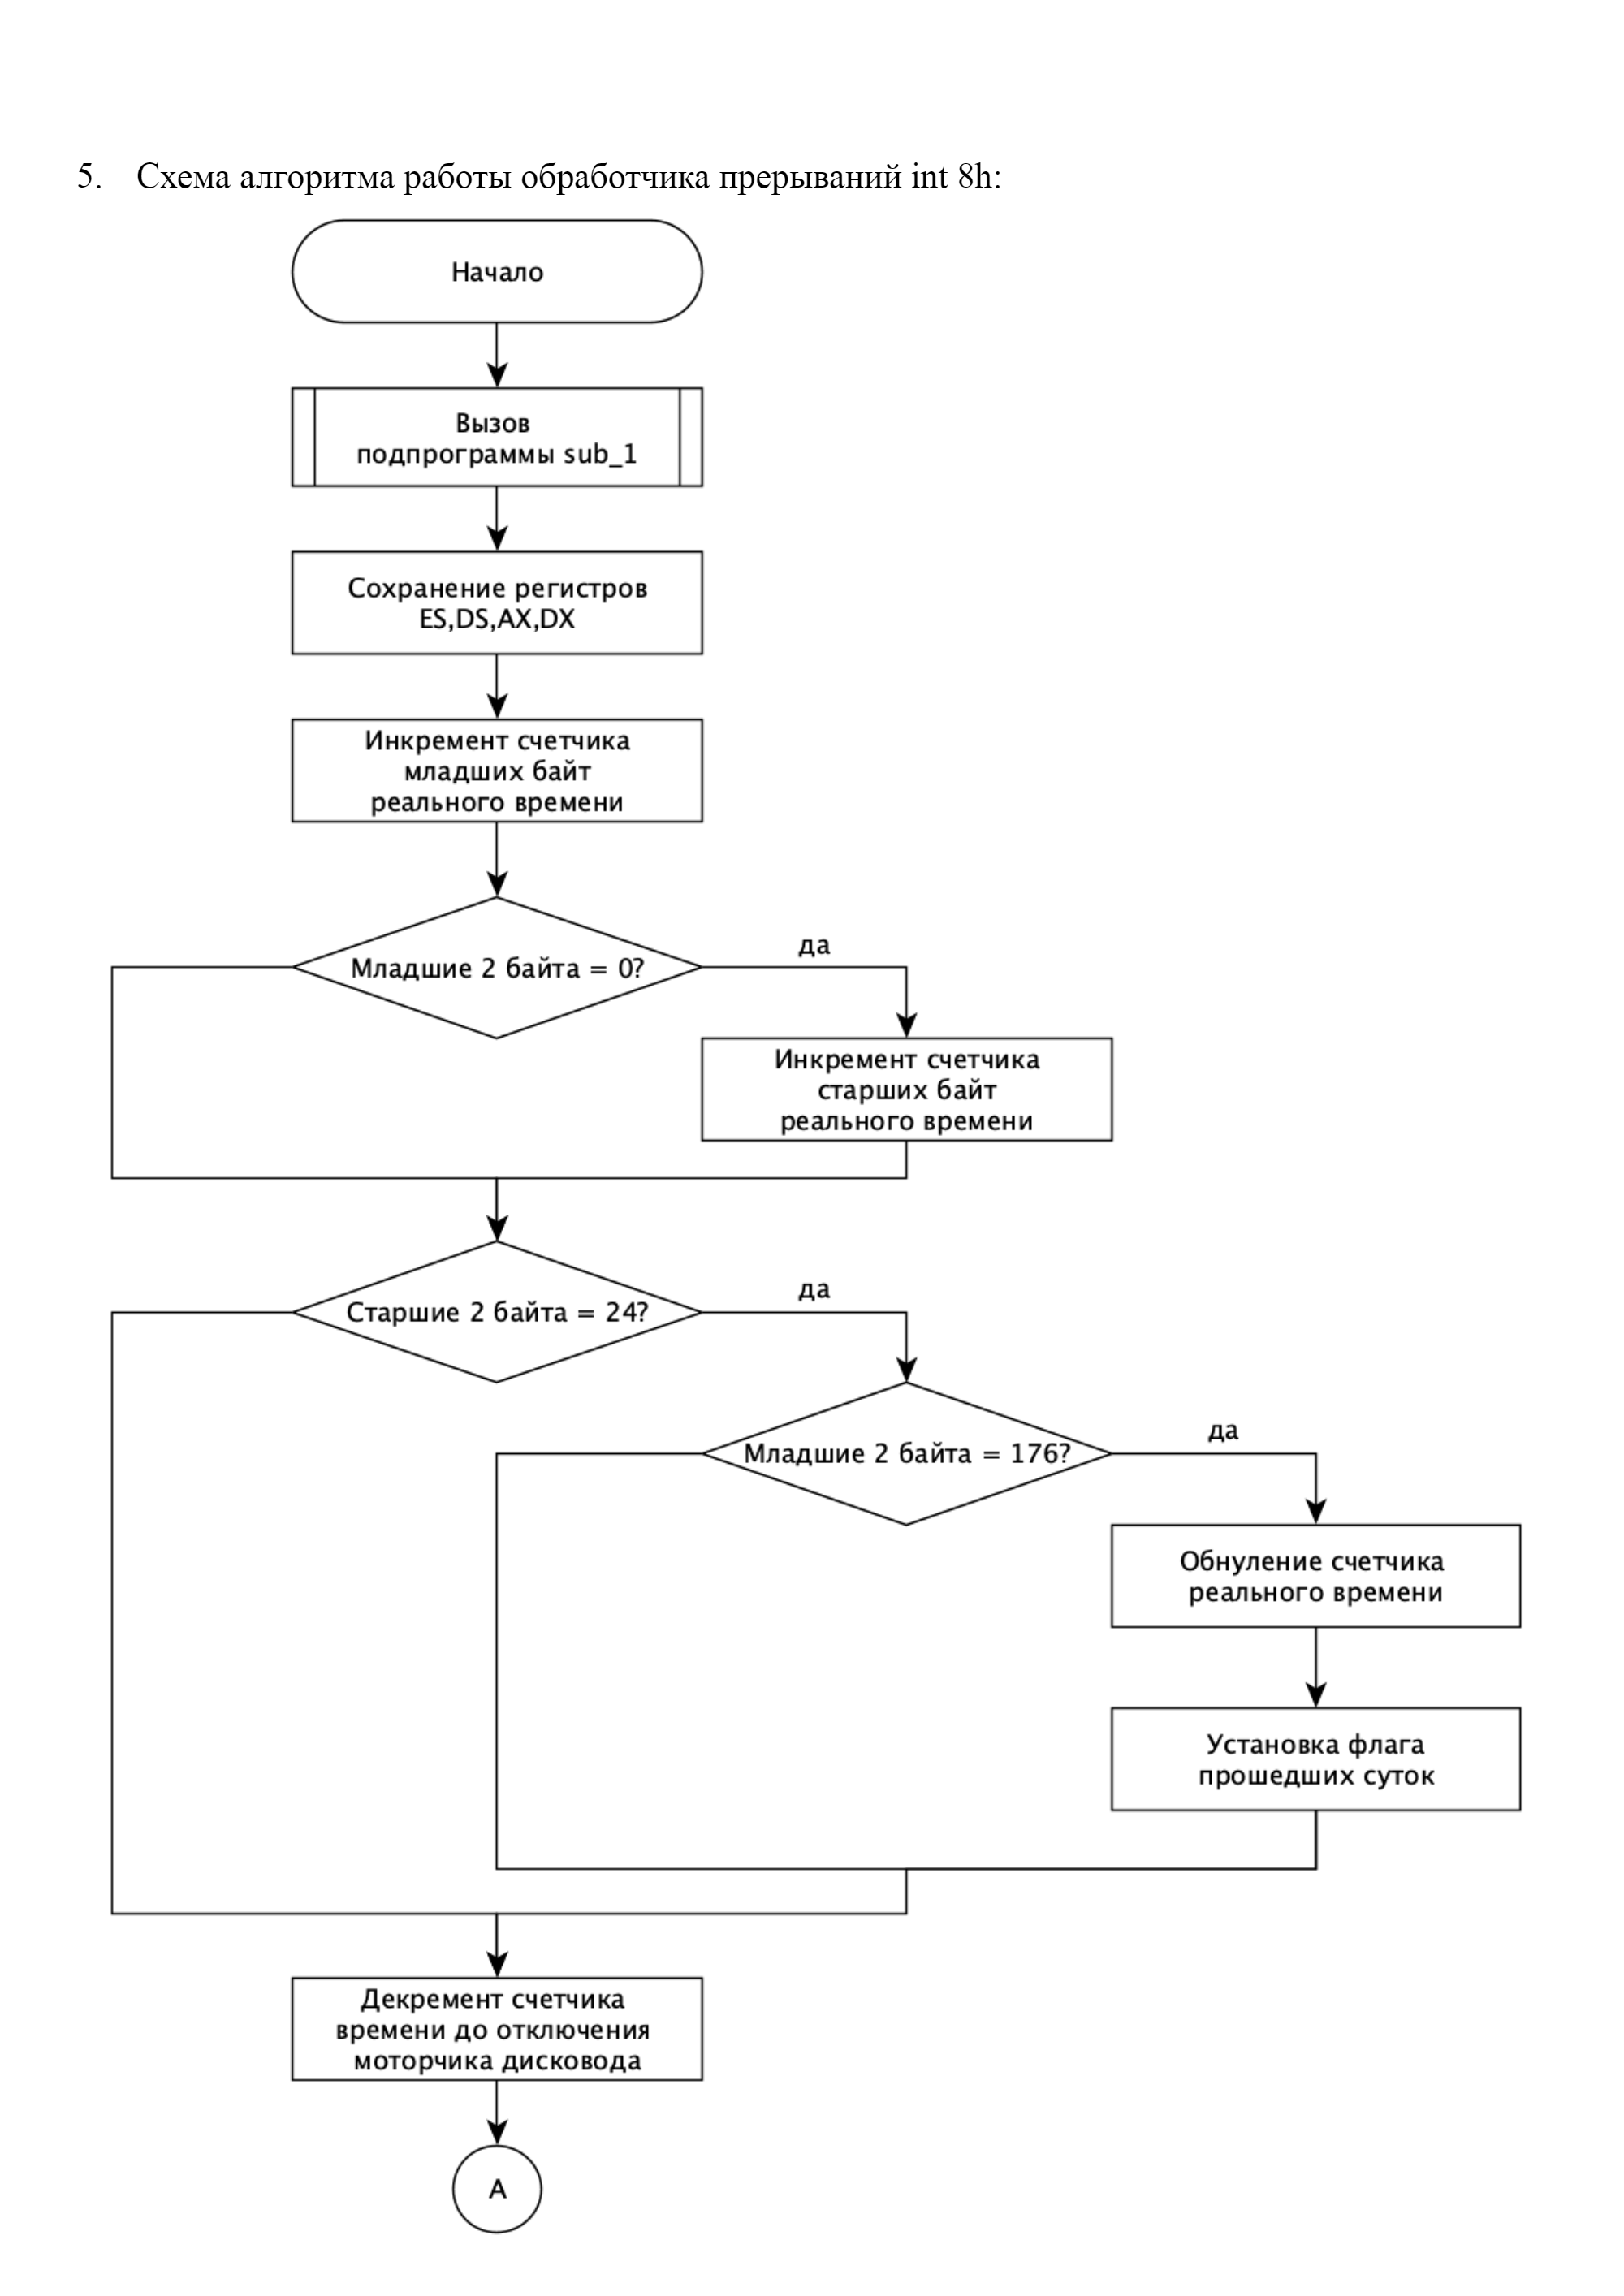 5. Схема алгоритма работы обработчика прерываний int 8h:
Начало
Вызов
подпрограммы sub_1
Сохранение регистров
ES,DS,AX,DX
Инкремент счетчика
младших байт
реального времени
Младшие 2 байта = 0?
да
Инкремент счетчика
старших байт
реального времени
Старшие 2 байта = 24?
да
Младшие 2 байта = 176?
да
Обнуление счетчика
реального времени
Установка флага
прошедших суток
Декремент счетчика
времени до отключения
моторчика дисковода
А